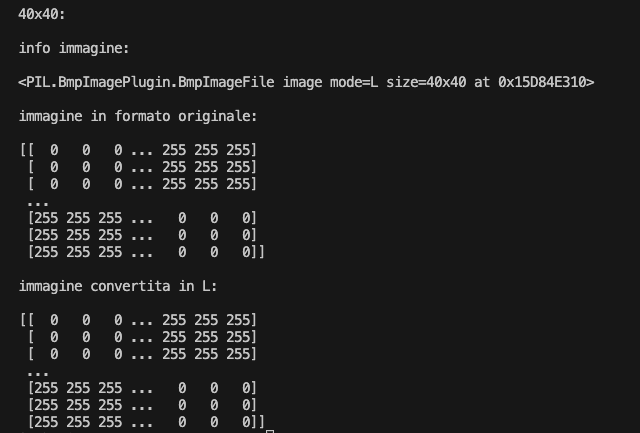 40x40:
info immagine:
<PIL.BmpImagePlugin.BmpImageFile image mode=L size=40x40 at 0x15D84E310>
immagine in formato originale:
[[  0   0   0 ... 255 255 255]
 [  0   0   0 ... 255 255 255]
 [  0   0   0 ... 255 255 255]
 ...
 [255 255 255 ...   0   0   0]
 [255 255 255 ...   0   0   0]
 [255 255 255 ...   0   0   0]]
immagine convertita in L:
[[  0   0   0 ... 255 255 255]
 [  0   0   0 ... 255 255 255]
 [  0   0   0 ... 255 255 255]
 ...
 [255 255 255 ...   0   0   0]
 [255 255 255 ...   0   0   0]
 [255 255 255 ...   0   0   0]]